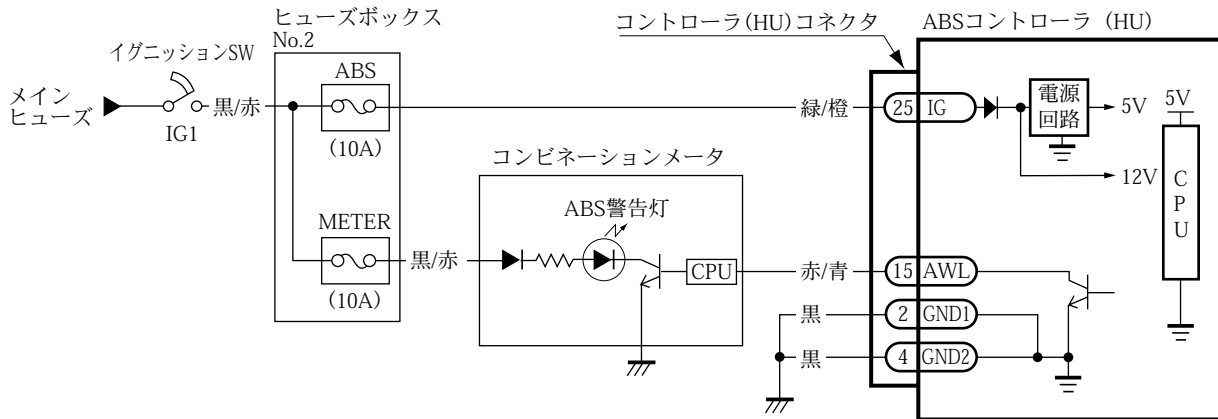 ヒューズボックス
No.2
コントローラ(HU)コネクタ
ABSコントローラ (HU)
イグニッションSW
メイン
ヒューズ
IG1
黒/赤
ABS
(10A)
緑/橙
25
IG
電源
回路
5V
5V
12V
CPU
コンビネーションメータ
ABS警告灯
METER
(10A)
黒/赤
CPU
赤/青
15
AWL
黒
2
GND1
黒
4
GND2